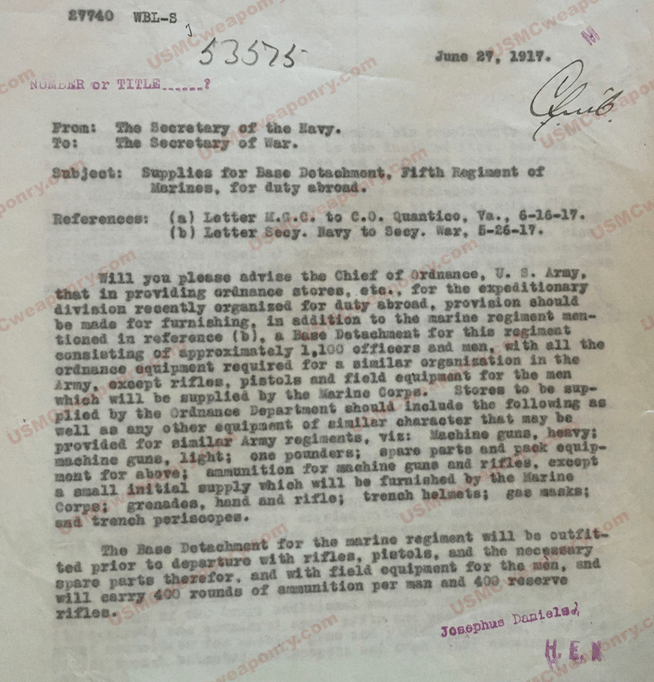 27740 WBL-S
53575
June 27, 1917.
M
NUMBER or TITLE......?
From: The Secretary of the Navy.
To: The Secretary of War.
Subject: Supplies for Base Detachment, Fifth Regiment of
Marines, for duty abroad.
References: (a) Letter M.G.C. to C.O. Quantico, Va., 6-16-17.
(b) Letter Secy. Navy to Secy. War, 5-26-17.
Will you please advise the Chief of Ordnance, U. S. Army,
that in providing ordnance stores, etc., for the expeditionary
division recently organized for duty abroad, provision should
be made for furnishing, in addition to the marine regiment men-
tioned in reference (b), a Base Detachment for this regiment
consisting of approximately 1,100 officers and men, with all the
ordnance equipment required for a similar organization in the
Army, except rifles, pistols and field equipment for the men
which will be supplied by the Marine Corps. Stores to be sup-
plied by the Ordnance Department should include the following as
well as any other equipment of similar character that may be
provided for similar Army regiments, viz: Machine guns, heavy;
machine guns, light; one pounders; spare parts and pack equip-
ment for above; ammunition for machine guns and rifles, except
a small initial supply which will be furnished by the Marine
Corps; grenades, hand and rifle; trench helmets; gas masks;
and trench periscopes.
The Base Detachment for the marine regiment will be outfit-
ted prior to departure with rifles, pistols, and the necessary
spare parts therefor, and with field equipment for the men, and
will carry 400 rounds of ammunition per man and 400 reserve
rifles.
Josephus Daniels
H. E. N
USMCweaponry.com